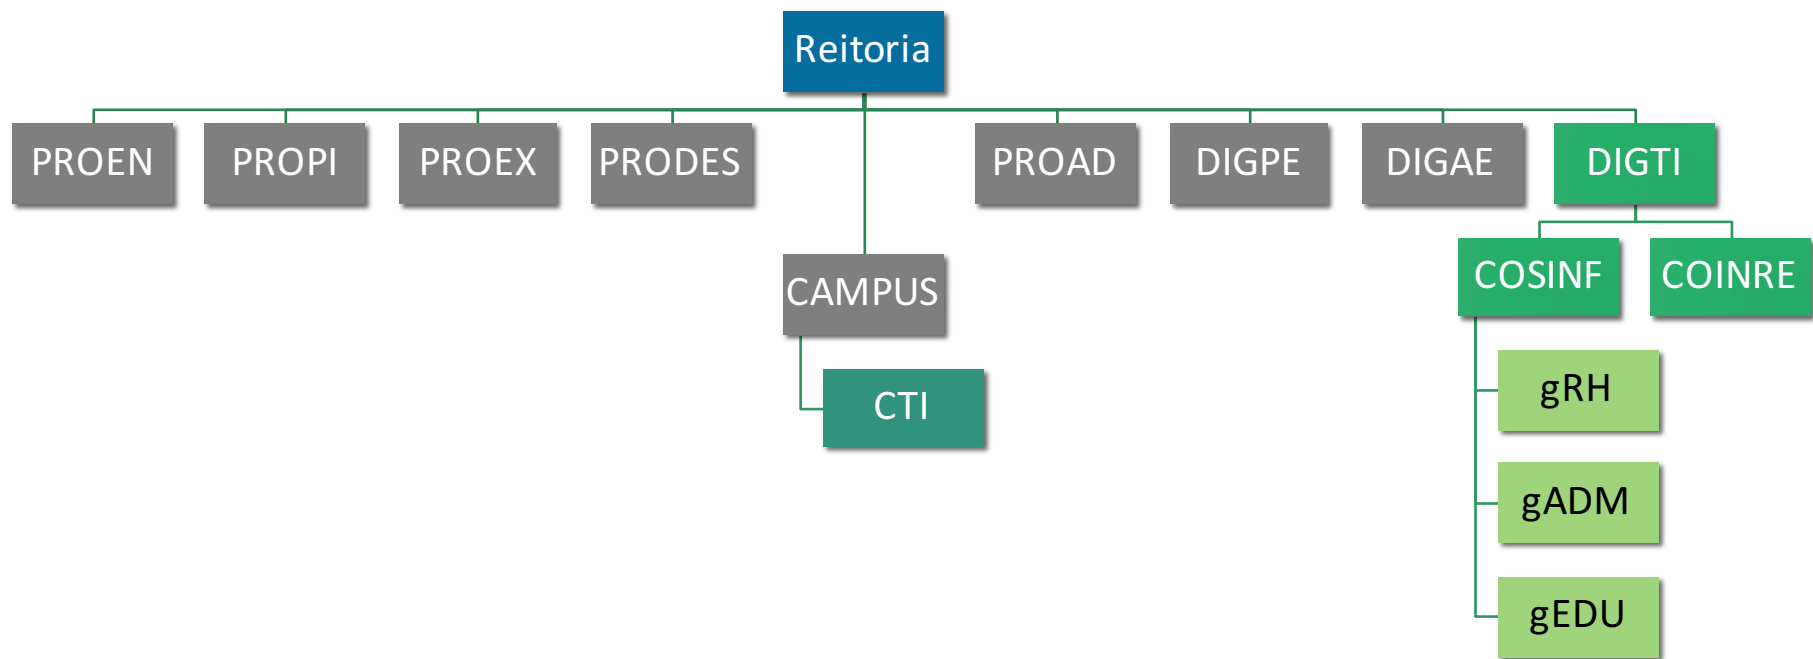 Reitoria
PROEN
PROPI
PROEX
PRODES
PROAD
DIGPE
DIGAE
DIGTI
CAMPUS
COSINF
COINRE
CTI
gRH
gADM
gEDU